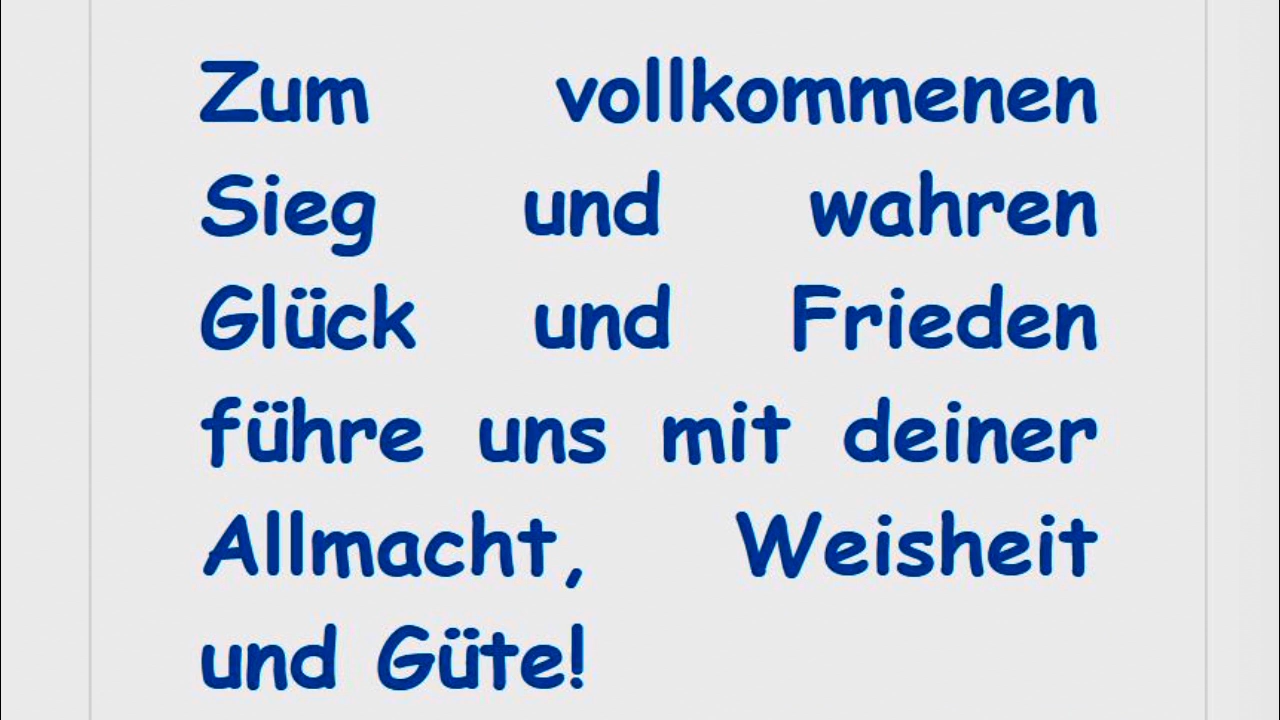 Zum vollkommenen
Sieg und wahren
Glück und Frieden
führe uns mit deiner
Allmacht, Weisheit
und Güte!